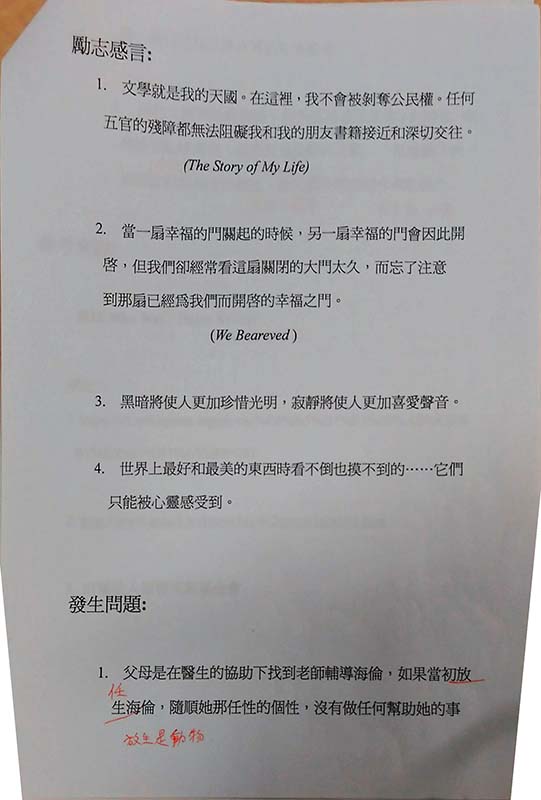 勵志感言:
1. 文學就是我的天國。在這裡，我不會被剝奪公民權。任何
五官的殘障都無法阻礙我和我的朋友書籍接近和深切交往。
(The Story of My Life)
2. 當一扇幸福的門關起的時候，另一扇幸福的門會因此開
啓，但我們卻經常看這扇關閉的大門太久，而忘了注意
到那扇已經爲我們而開啓的幸福之門。
(We Beareved )
3. 黑暗將使人更加珍惜光明，寂靜將使人更加喜愛聲音。
4. 世界上最好和最美的東西時看不倒也摸不到的……它們
只能被心靈感受到。
發生問題:
1. 父母是在醫生的協助下找到老師輔導海倫，如果當初放
任
生海倫，隨順她那任性的個性，沒有做任何幫助她的事
放生是動物